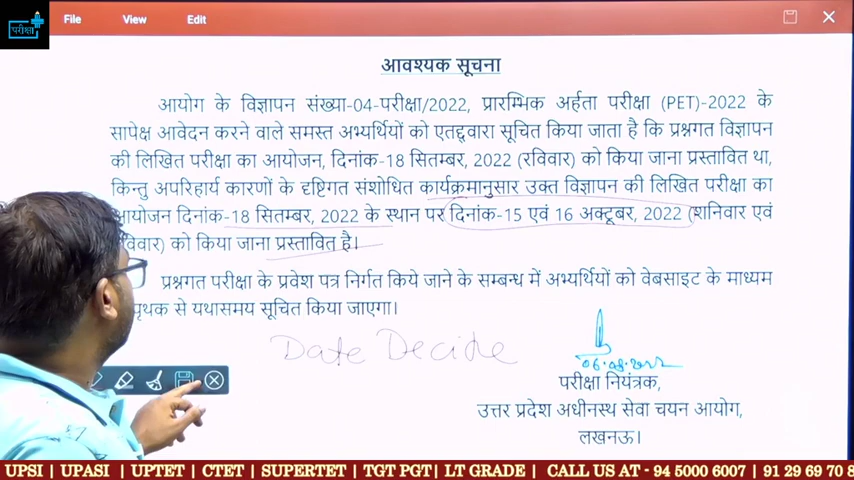 परीक्षा
File View Edit
आवश्यक सूचना
आयोग के विज्ञापन संख्या-04-परीक्षा/2022, प्रारम्भिक अर्हता परीक्षा (PET)-2022 के
सापेक्ष आवेदन करने वाले समस्त अभ्यर्थियों को एतद्द्वारा सूचित किया जाता है कि प्रश्नगत विज्ञापन
की लिखित परीक्षा का आयोजन, दिनांक-18 सितम्बर, 2022 (रविवार) को किया जाना प्रस्तावित था,
किन्तु अपरिहार्य कारणों के दृष्टिगत संशोधित कार्यक्रमानुसार उक्त विज्ञापन की लिखित परीक्षा का
आयोजन दिनांक-18 सितम्बर, 2022 के स्थान पर दिनांक-15 एवं 16 अक्टूबर, 2022 (शनिवार एवं
रविवार) को किया जाना प्रस्तावित है।
प्रश्नगत परीक्षा के प्रवेश पत्र निर्गत किये जाने के सम्बन्ध में अभ्यर्थियों को वेबसाइट के माध्यम
पृथक से यथासमय सूचित किया जाएगा।
Date Decide
परीक्षा नियंत्रक,
उत्तर प्रदेश अधीनस्थ सेवा चयन आयोग,
लखनऊ।
UPSI | UPASI | UPTET | CTET | SUPERTET | TGT PGT | LT GRADE | CALL US AT - 94 5000 6007 | 91 29 69 70 8